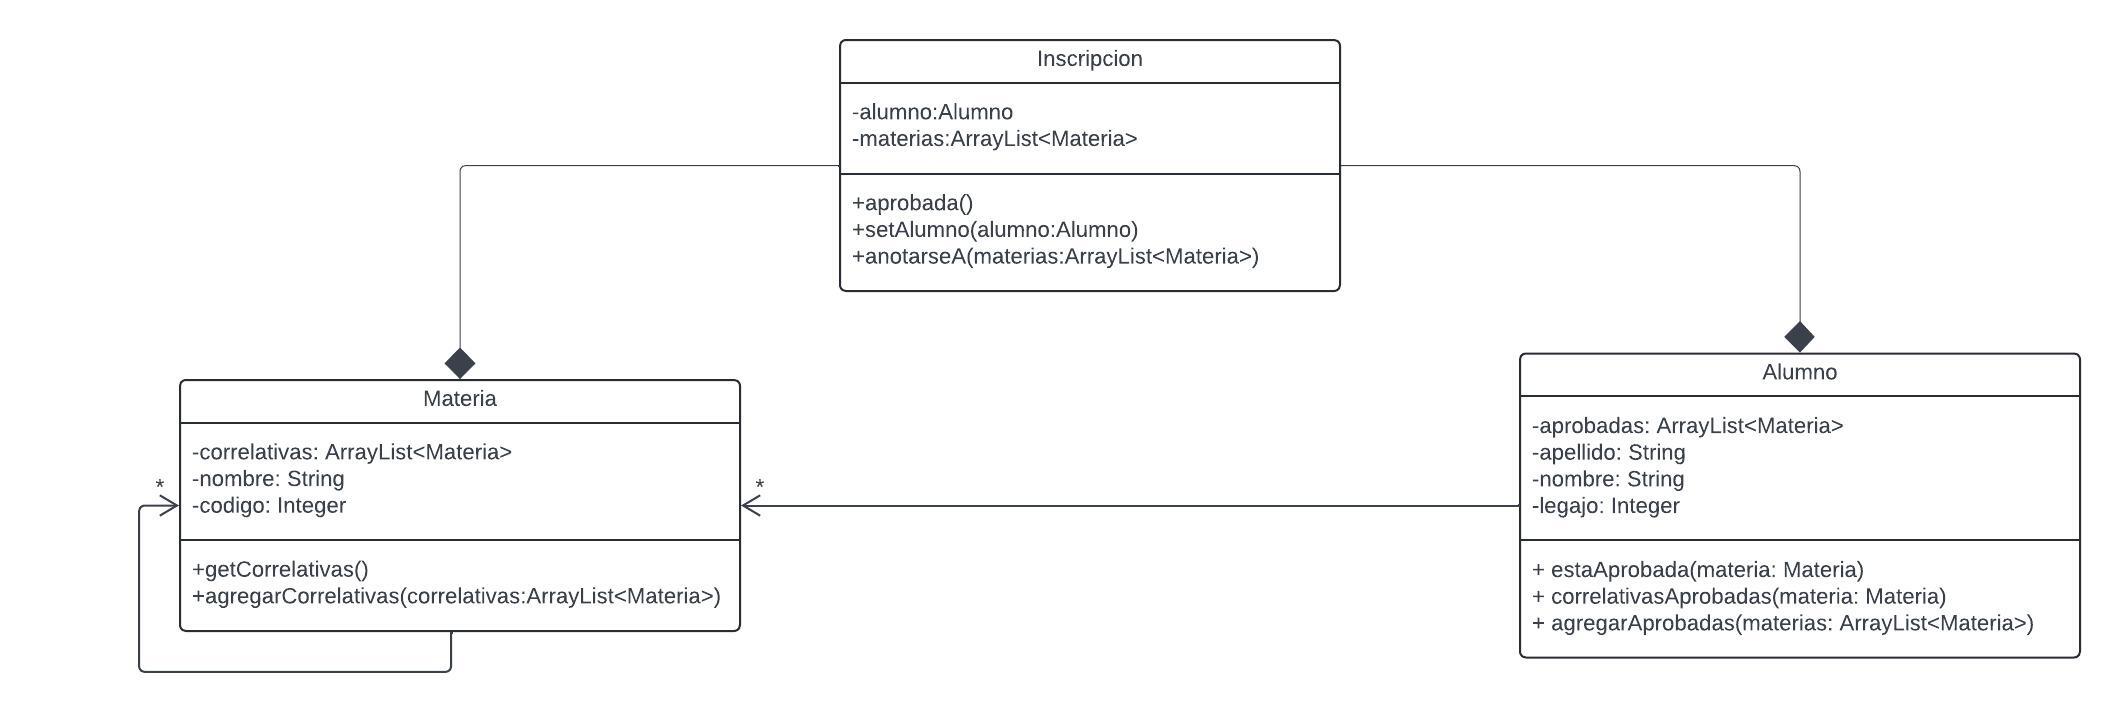 Inscripcion
-alumno:Alumno
-materias:ArrayList<Materia>
+aprobada()
+setAlumno(alumno:Alumno)
+anotarseA(materias:ArrayList<Materia>)
Materia
-correlativas: ArrayList<Materia>
-nombre: String
-codigo: Integer
+getCorrelativas()
+agregarCorrelativas(correlativas:ArrayList<Materia>)
*
*
Alumno
-aprobadas: ArrayList<Materia>
-apellido: String
-nombre: String
-legajo: Integer
+ estaAprobada(materia: Materia)
+ correlativasAprobadas(materia: Materia)
+ agregarAprobadas(materias: ArrayList<Materia>)